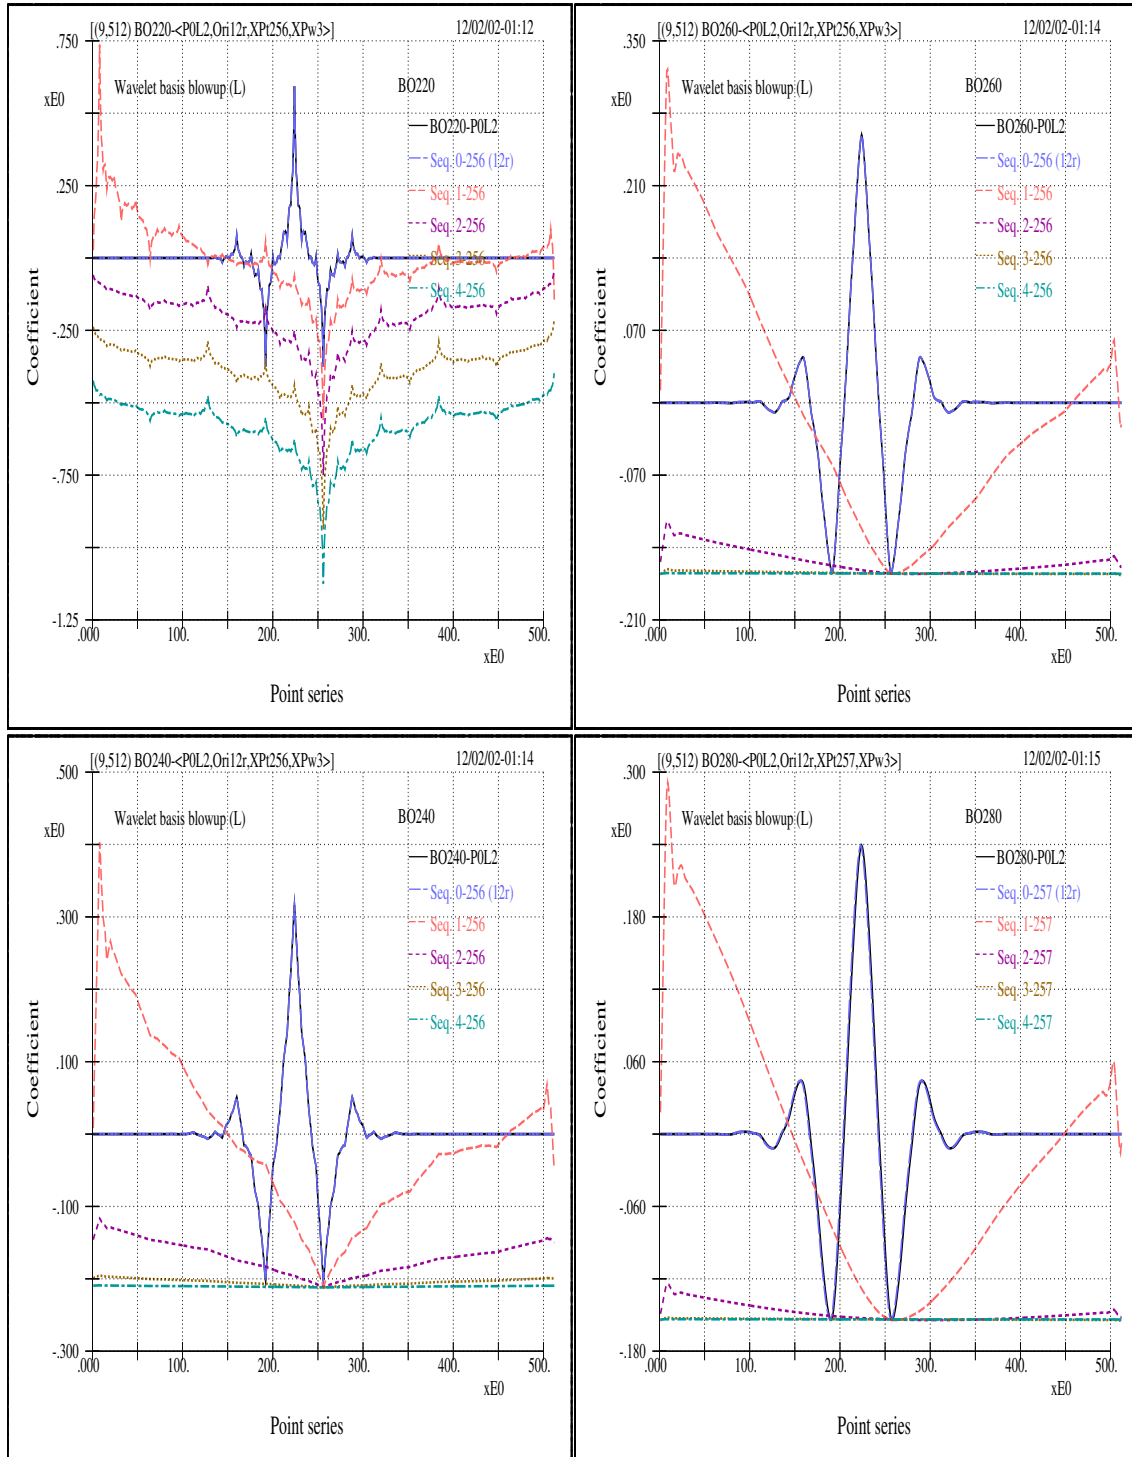 [(9,512) BO220-<P0L2,Ori12r,XPt256,XPw3>] 12/02/02-01:12
.750
xE0
Wavelet basis blowup (L) BO220
BO220-P0L2
Seq. 0-256 (12r)
.250
Seq. 1-256
Seq. 2-256
Seq. 3-256
Seq. 4-256
-.250
Coefficient
-.750
-1.25
.000 100. 200. 300. 400. 500.
xE0
Point series
[(9,512) BO260-<P0L2,Ori12r,XPt256,XPw3>] 12/02/02-01:14
.350
xE0
Wavelet basis blowup (L) BO260
BO260-P0L2
Seq. 0-256 (12r)
.210
Seq. 1-256
Seq. 2-256
Seq. 3-256
Seq. 4-256
.070
Coefficient
-.070
-.210
.000 100. 200. 300. 400. 500.
xE0
Point series
[(9,512) BO240-<P0L2,Ori12r,XPt256,XPw3>] 12/02/02-01:14
.500
xE0
Wavelet basis blowup (L) BO240
BO240-P0L2
Seq. 0-256 (12r)
.300
Seq. 1-256
Seq. 2-256
Seq. 3-256
Seq. 4-256
.100
Coefficient
-.100
-.300
.000 100. 200. 300. 400. 500.
xE0
Point series
[(9,512) BO280-<P0L2,Ori12r,XPt257,XPw3>] 12/02/02-01:15
.300
xE0
Wavelet basis blowup (L) BO280
BO280-P0L2
Seq. 0-257 (12r)
.180
Seq. 1-257
Seq. 2-257
Seq. 3-257
Seq. 4-257
.060
Coefficient
-.060
-.180
.000 100. 200. 300. 400. 500.
xE0
Point series